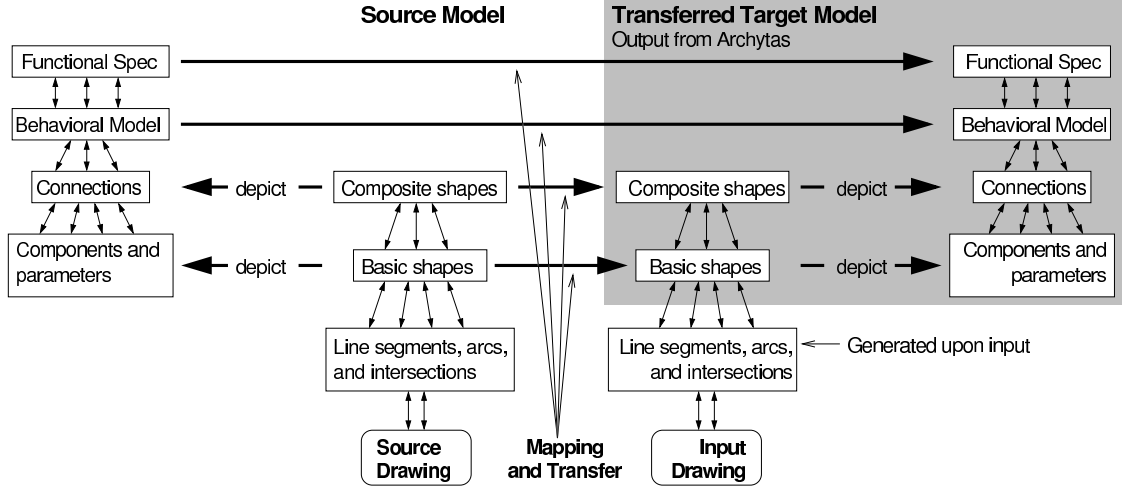 Source Model
Transferred Target Model
Output from Archytas
Functional Spec
Functional Spec
Behavioral Model
Behavioral Model
Connections
depict
Composite shapes
Composite shapes
depict
Connections
Components and
parameters
depict
Basic shapes
Basic shapes
depict
Components and
parameters
Line segments, arcs,
and intersections
Line segments, arcs,
and intersections
Generated upon input
Source
Drawing
Mapping
and Transfer
Input
Drawing